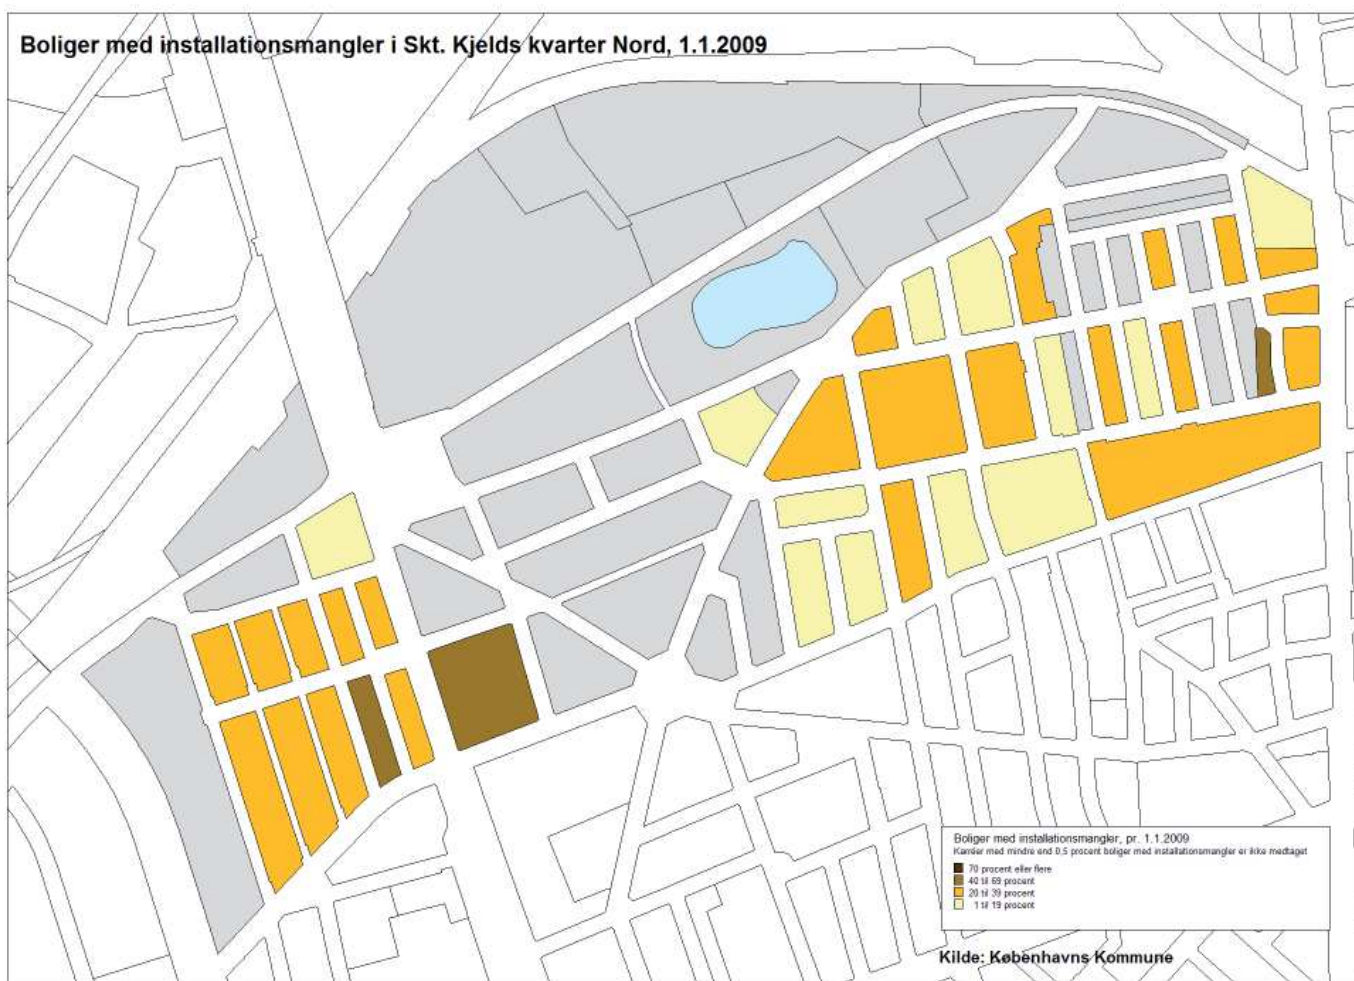 Boliger med installationsmangler i Skt. Kjelds kvarter Nord, 1.1.2009
Boliger med installationsmangler, pr. 1.1.2009
Karréer med mindre end 0,5 procent boliger med installationsmangler er ikke medtaget
70 procent eller flere
40 til 69 procent
20 til 39 procent
1 til 19 procent
Kilde: Københavns Kommune